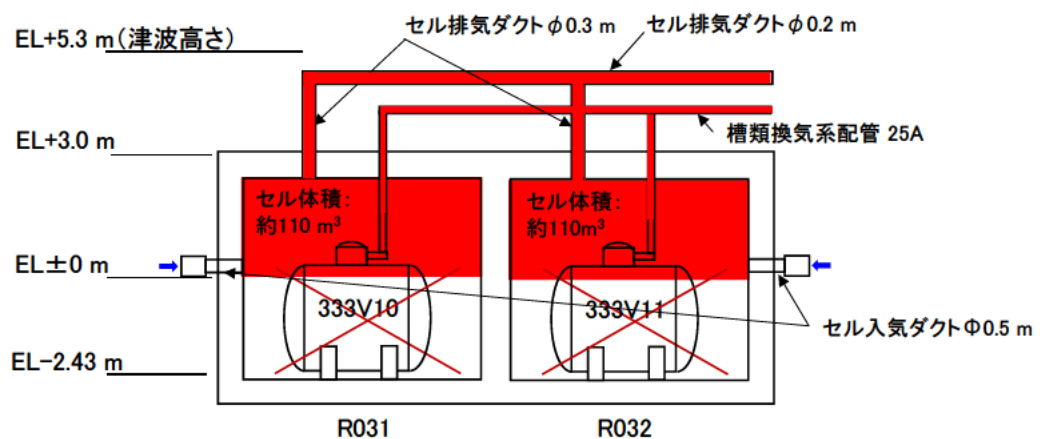 セル排気ダクトφ0.3 m
セル排気ダクトφ0.2 m
EL+5.3 m(津波高さ)
槽類換気系配管 25A
EL+3.0 m
セル体積:
約110 m³
セル体積:
約110m³
EL±0 m
333V10
333V11
セル入気ダクトΦ0.5 m
EL-2.43 m
R031
R032